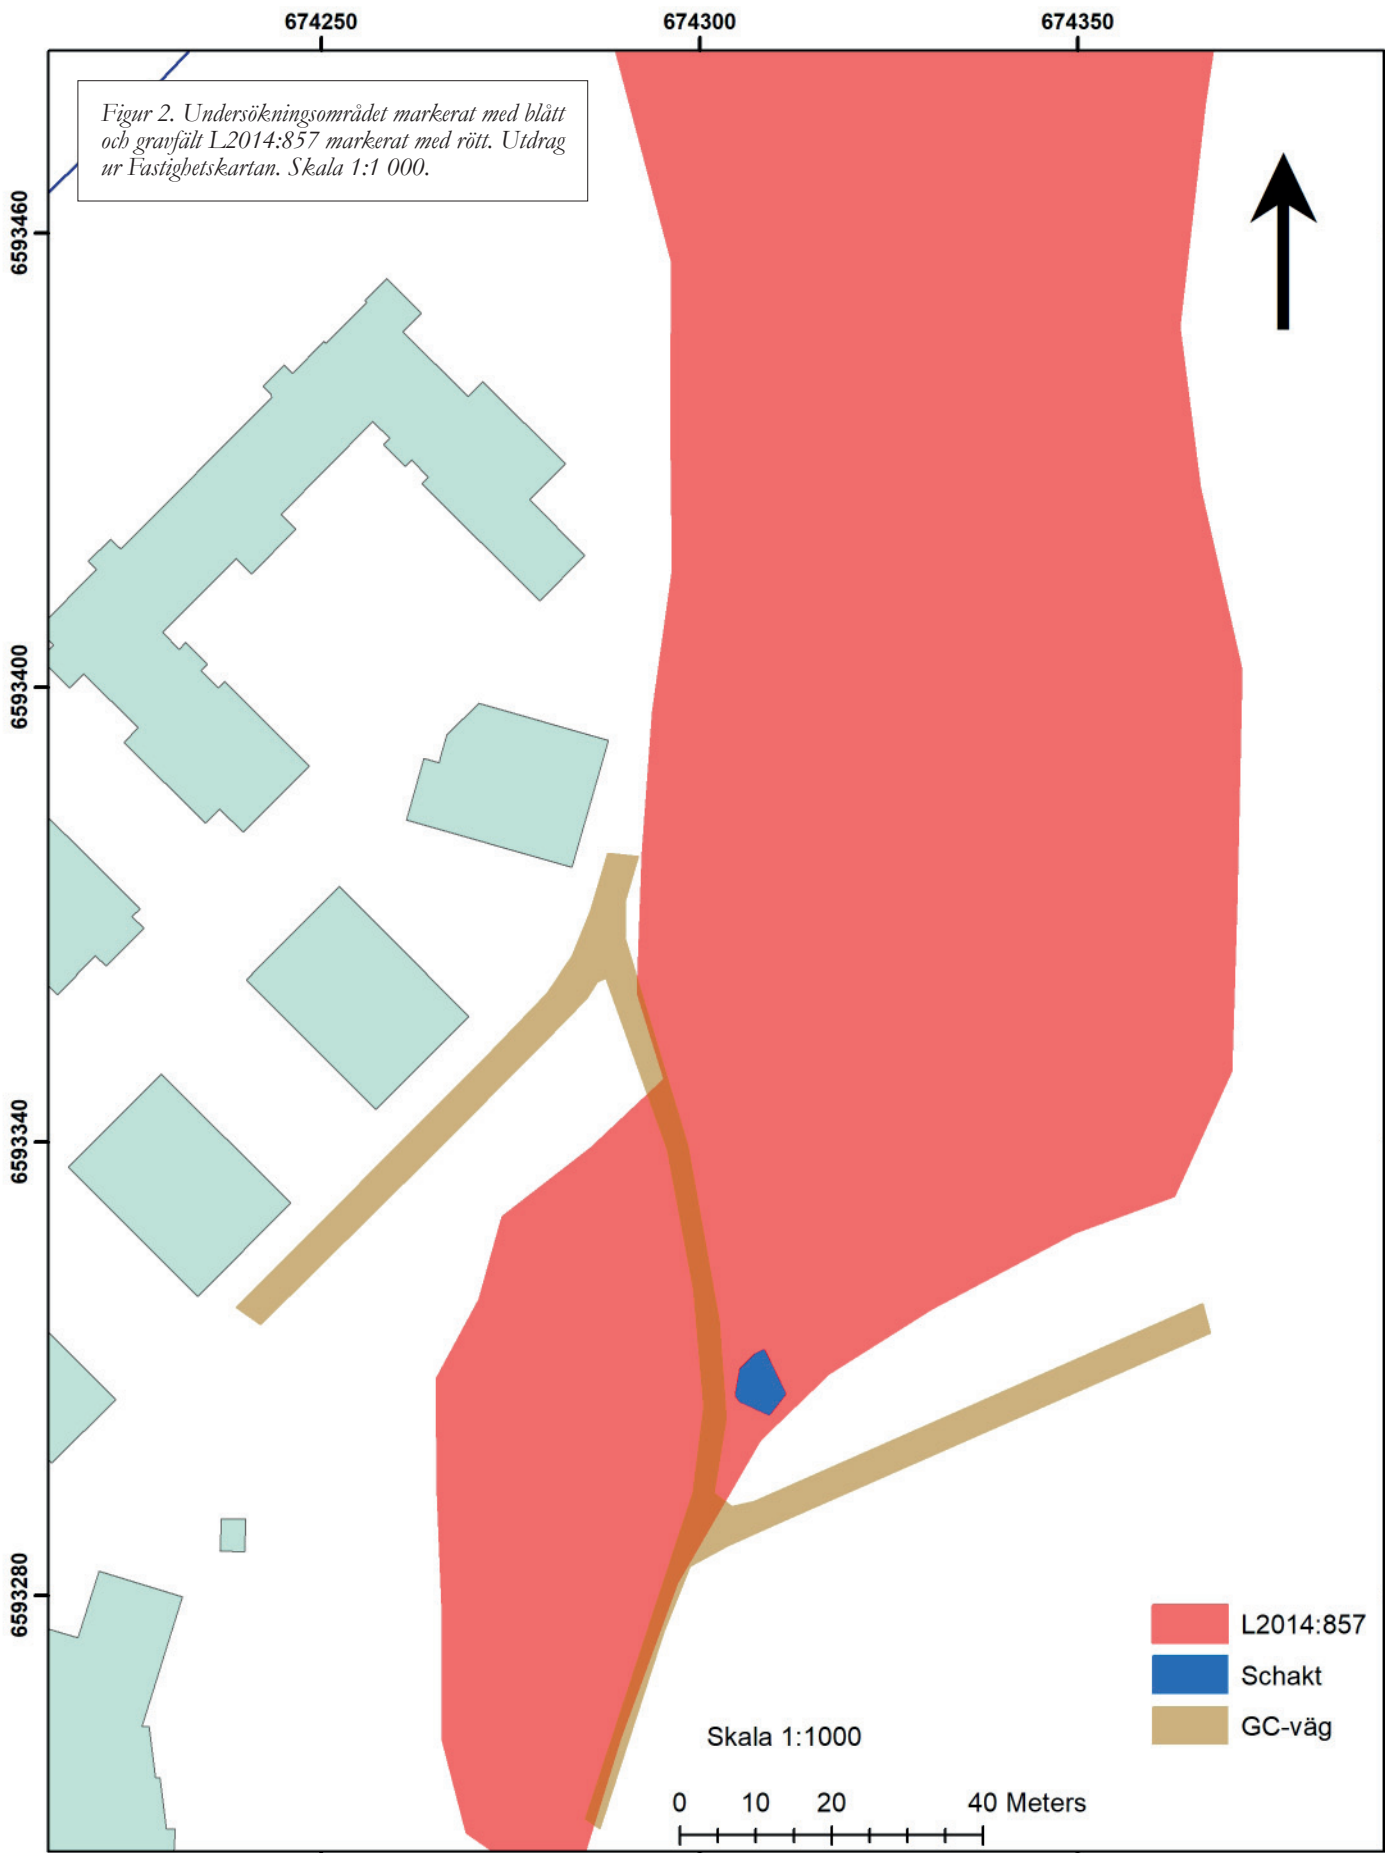 674250
674300
674350
Figur 2. Undersökningsområdet markerat med blått
och gravfält L2014:857 markerat med rött. Utdrag
ur Fastighetskartan. Skala 1:1 000.
6593460
6593400
6593340
6593280
L2014:857
Schakt
GC-väg
Skala 1:1000
0 10 20 40 Meters